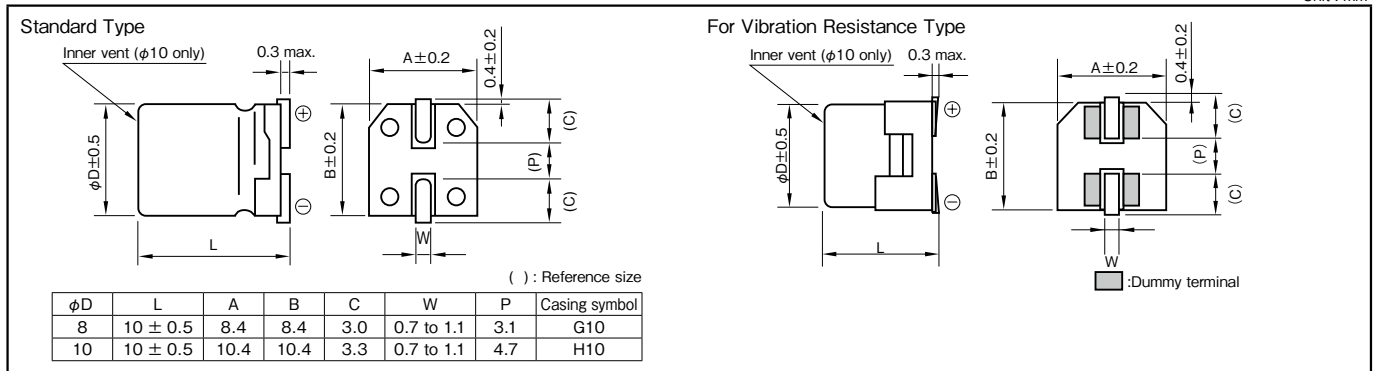 Standard Type
Inner vent (φ10 only)
0.3 max.
A±0.2
0.4±0.2
φD±0.5
B±0.2
(C)
(P)
(C)
⊕
⊖
L
W
( ) : Reference size
φD L A B C W P Casing symbol
8 10 ± 0.5 8.4 8.4 3.0 0.7 to 1.1 3.1 G10
10 10 ± 0.5 10.4 10.4 3.3 0.7 to 1.1 4.7 H10
For Vibration Resistance Type
Inner vent (φ10 only)
0.3 max.
A±0.2
0.4±0.2
φD±0.5
B±0.2
(C)
(P)
(C)
⊕
⊖
L
W
:Dummy terminal